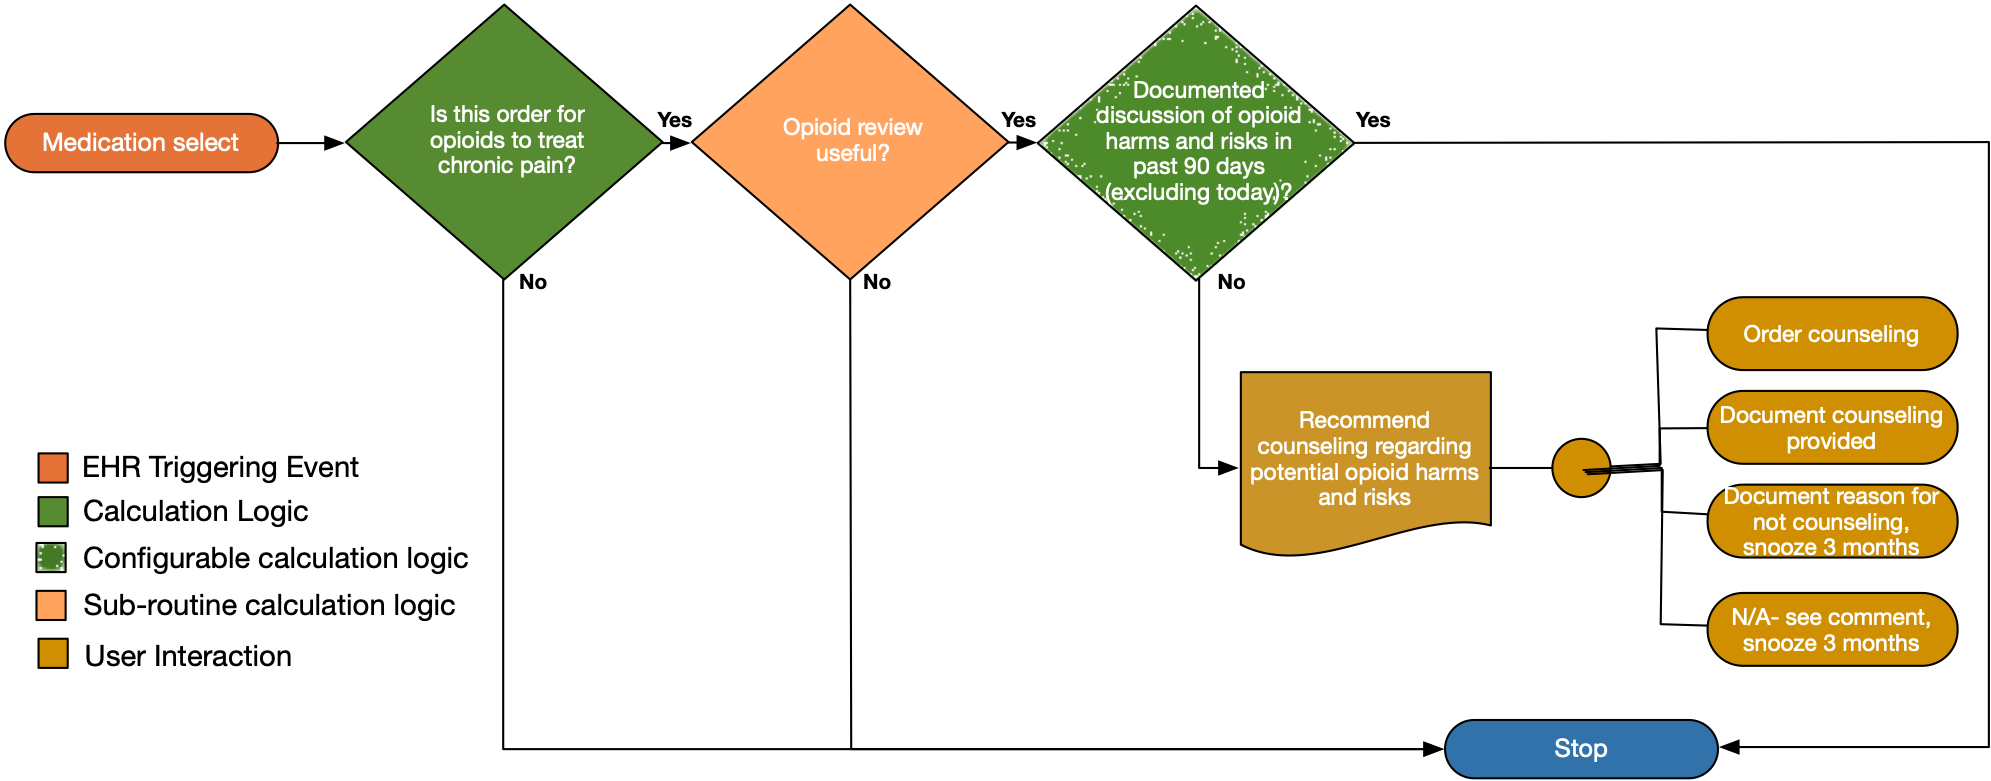 Medication select
Is this order for
opioids to treat
chronic pain?
Yes
No
Opioid review
useful?
Yes
No
Documented
discussion of opioid
harms and risks in
past 90 days
(excluding today)?
Yes
No
Recommend
counseling regarding
potential opioid harms
and risks
Order counseling
Document counseling
provided
Document reason for
not counseling,
snooze 3 months
N/A- see comment,
snooze 3 months
Stop
EHR Triggering Event
Calculation Logic
Configurable calculation logic
Sub-routine calculation logic
User Interaction